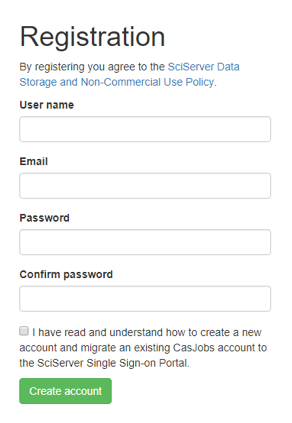 Registration
By registering you agree to the SciServer Data
Storage and Non-Commercial Use Policy.
User name
Email
Password
Confirm password
I have read and understand how to create a new
account and migrate an existing CasJobs account to
the SciServer Single Sign-on Portal.
Create account